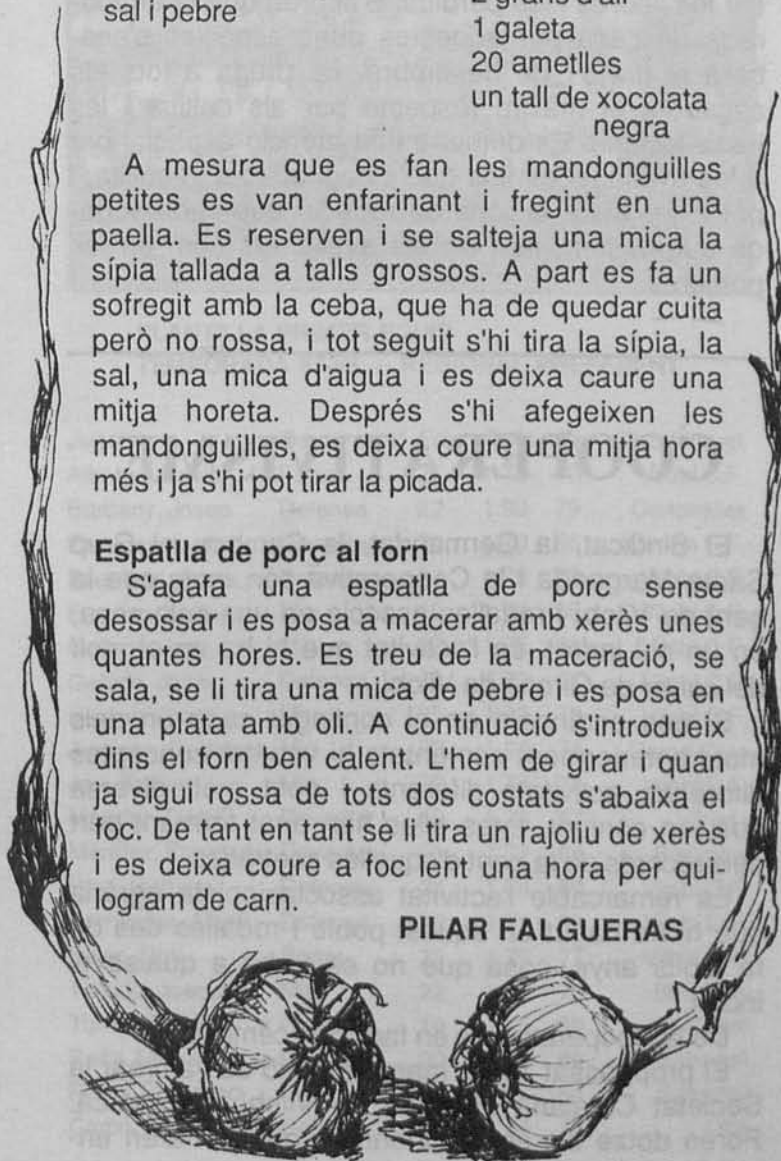 sal i pebre
grans d'all
1 galeta
20 ametlles
un tall de xocolata
negra
A mesura que es fan les mandonguilles
petites es van enfarinant i fregint en una
paella. Es reserven i se salteja una mica la
sípia tallada a talls grossos. A part es fa un
sofregit amb la ceba, que ha de quedar cuita
però no rossa, i tot seguit s'hi tira la sípia, la
sal, una mica d'aigua i es deixa caure una
mitja horeta. Després s'hi afegeixen les
mandonguilles, es deixa coure una mitja hora
més i ja s'hi pot tirar la picada.
Espatlla de porc al forn
S'agafa una espatlla de porc sense
desossar i es posa a macerar amb xerès unes
quantes hores. Es treu de la maceració, se
sala, se li tira una mica de pebre i es posa en
una plata amb oli. A continuació s'introdueix
dins el forn ben calent. L'hem de girar i quan
ja sigui rossa de tots dos costats s'abaixa el
foc. De tant en tant se li tira un rajoliu de xerès
i es deixa coure a foc lent una hora per qui-
logram de carn.
PILAR FALGUERAS